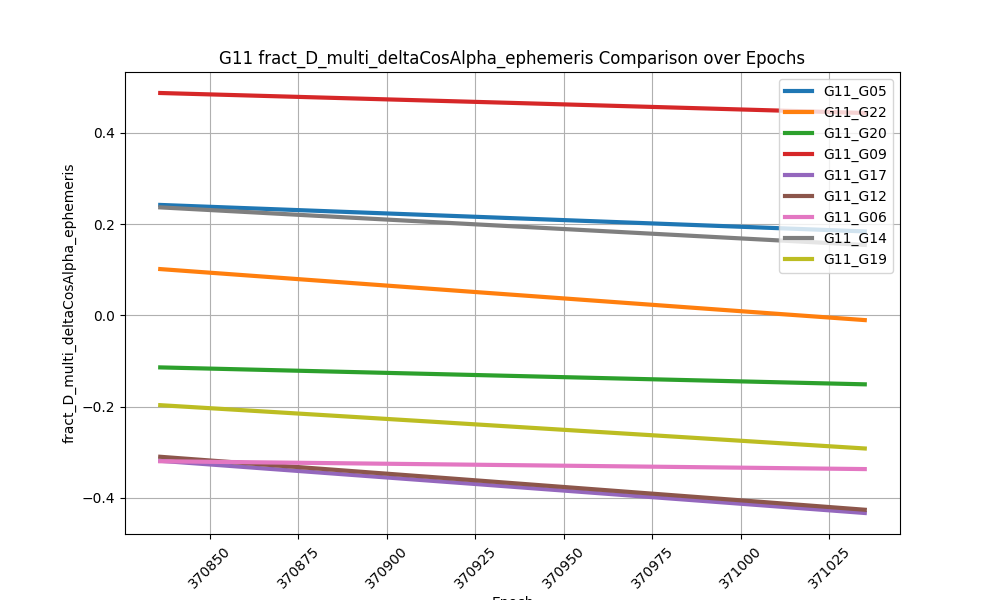 G11 fract_D_multi_deltaCosAlpha_ephemeris Comparison over Epochs
fract_D_multi_deltaCosAlpha_ephemeris
0.4
0.2
0.0
−0.2
−0.4
G11_G05
G11_G22
G11_G20
G11_G09
G11_G17
G11_G12
G11_G06
G11_G14
G11_G19
370850
370875
370900
370925
370950
370975
371000
371025
Epoch